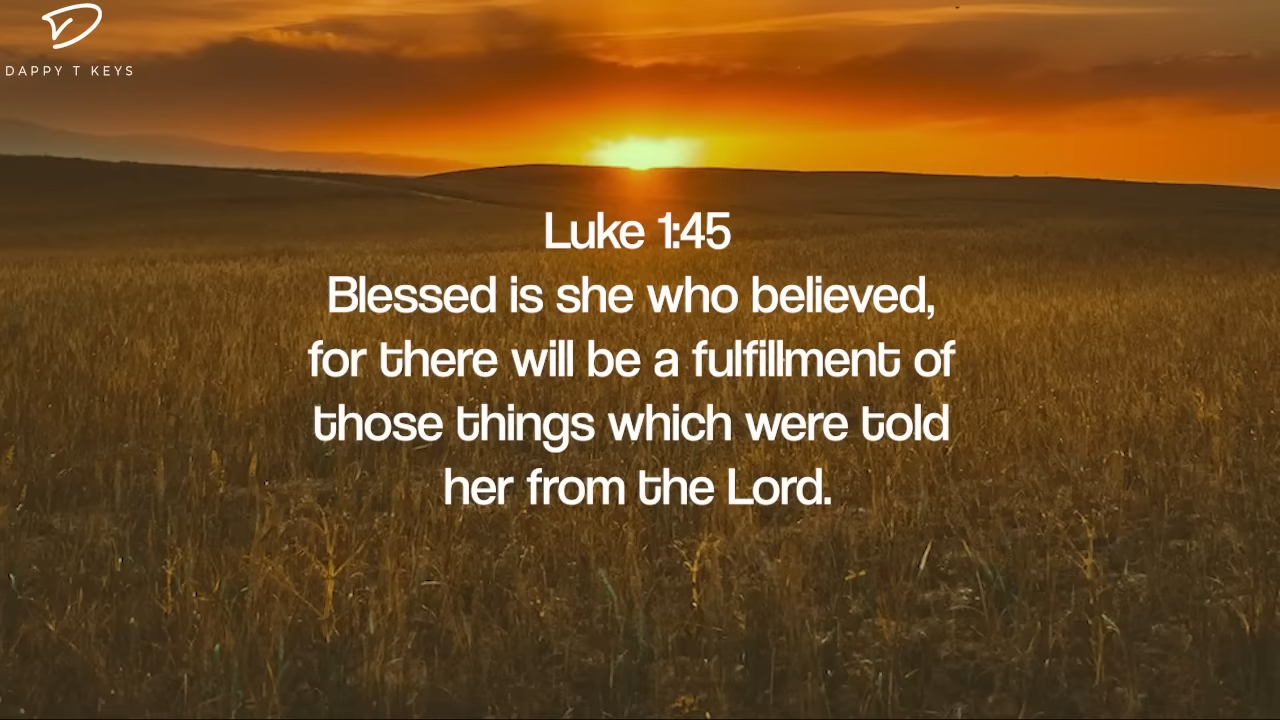 DAPPY T KEYS
Luke 1:45
Blessed is she who believed,
for there will be a fulfillment of
those things which were told
her from the Lord.